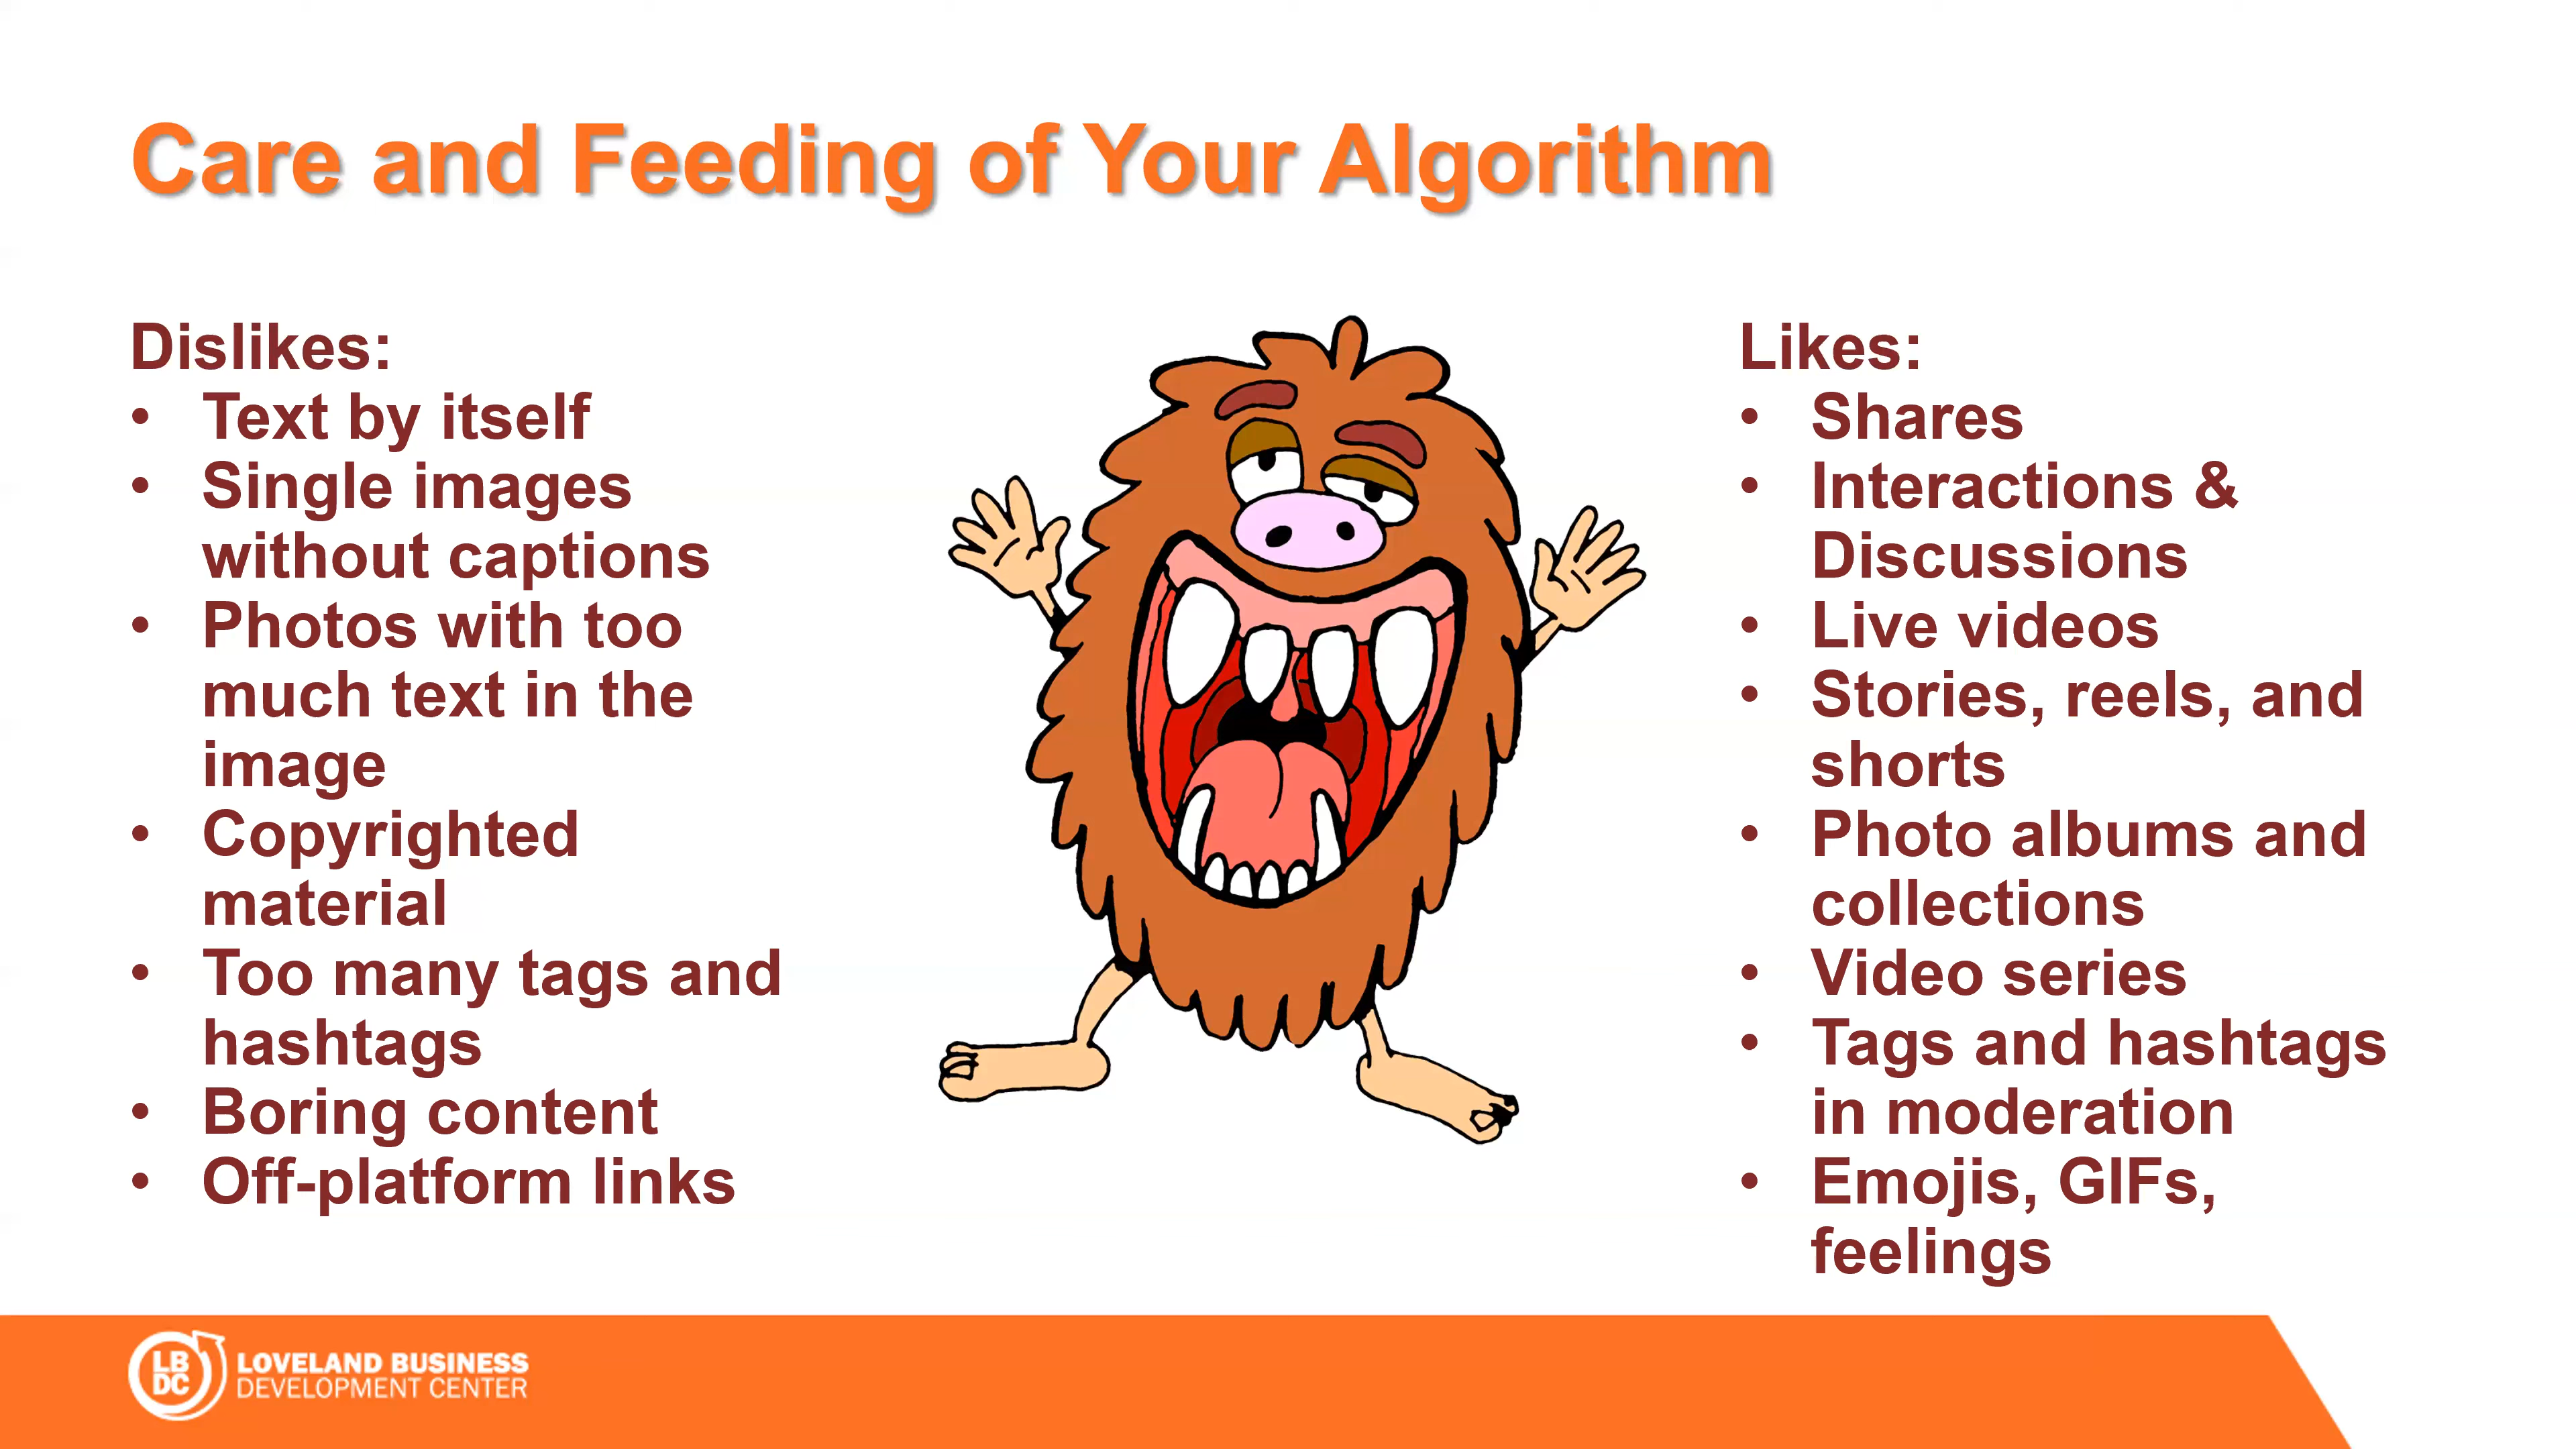 Care and Feeding of Your Algorithm
Dislikes:
• Text by itself
• Single images
without captions
• Photos with too
much text in the
image
• Copyrighted
material
• Too many tags and
hashtags
• Boring content
• Off-platform links
Likes:
• Shares
• Interactions &
Discussions
• Live videos
• Stories, reels, and
shorts
• Photo albums and
collections
• Video series
• Tags and hashtags
in moderation
• Emojis, GIFs,
feelings
LB
DC
LOVELAND BUSINESS
DEVELOPMENT CENTER